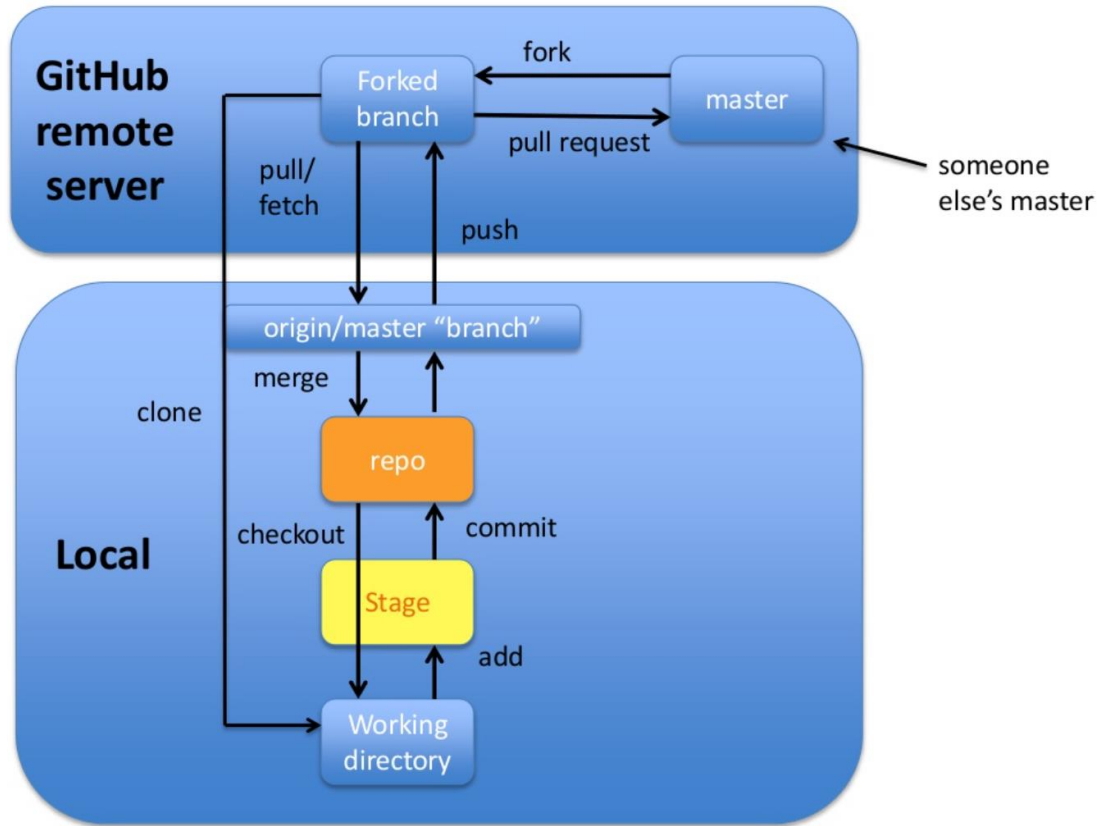 GitHub
remote
server
fork
Forked
branch
master
pull request
someone
else's master
pull/
fetch
push
origin/master “branch”
merge
clone
repo
checkout
commit
Local
Stage
add
Working
directory